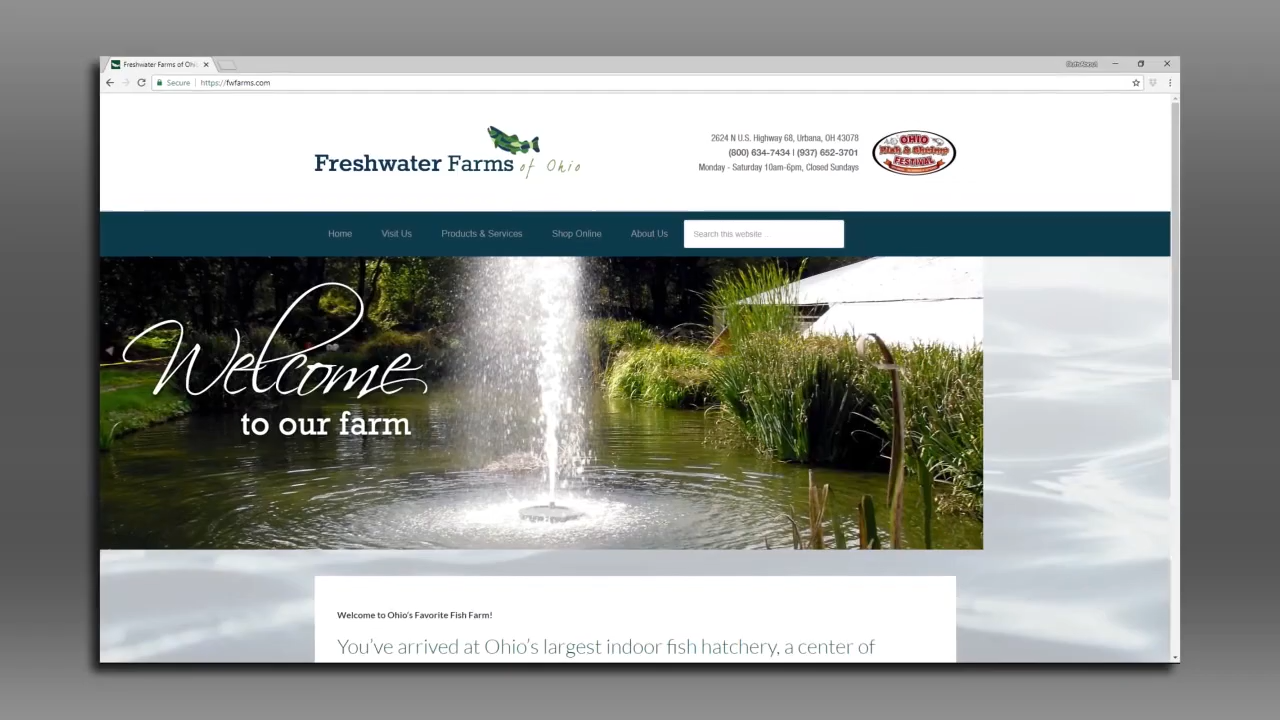 Freshwater Farms of Ohi
Secure https://fwfarms.com
2624 N U.S. Highway 68, Urbana, OH 43078
(800) 634-7434 | (937) 652-3701
Monday - Saturday 10am-6pm, Closed Sundays
OHIO
Fish & Shrimp
FESTIVAL
Freshwater Farms
of Ohio
Home Visit Us Products & Services Shop Online About Us Search this website ...
Welcome
to our farm
Welcome to Ohio's Favorite Fish Farm!
You've arrived at Ohio's largest indoor fish hatchery, a center of